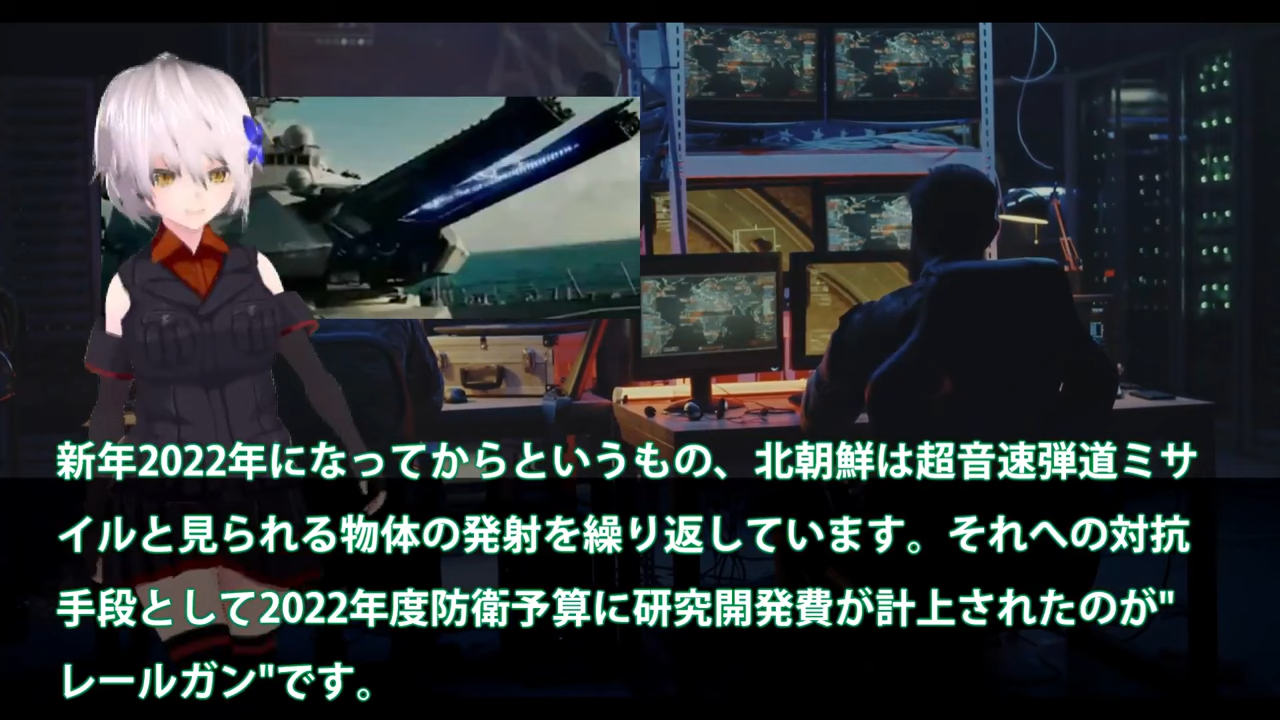 新年2022年になってからというもの、北朝鮮は超音速弾道ミサ
イルと見られる物体の発射を繰り返しています。それへの対抗
手段として2022年度防衛予算に研究開発費が計上されたのが"
レールガン"です。